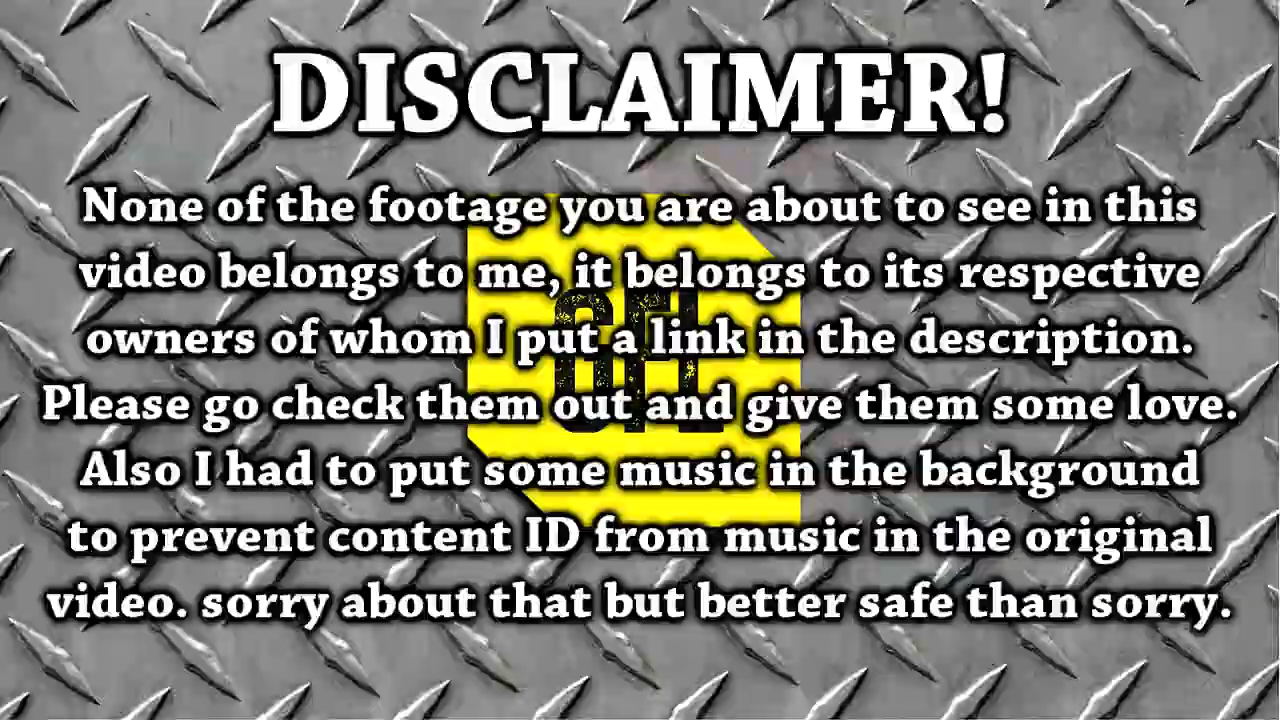 DISCLAIMER!
None of the footage you are about to see in this
video belongs to me, it belongs to its respective
owners of whom I put a link in the description.
Please go check them out and give them some love.
Also I had to put some music in the background
to prevent content ID from music in the original
video. sorry about that but better safe than sorry.